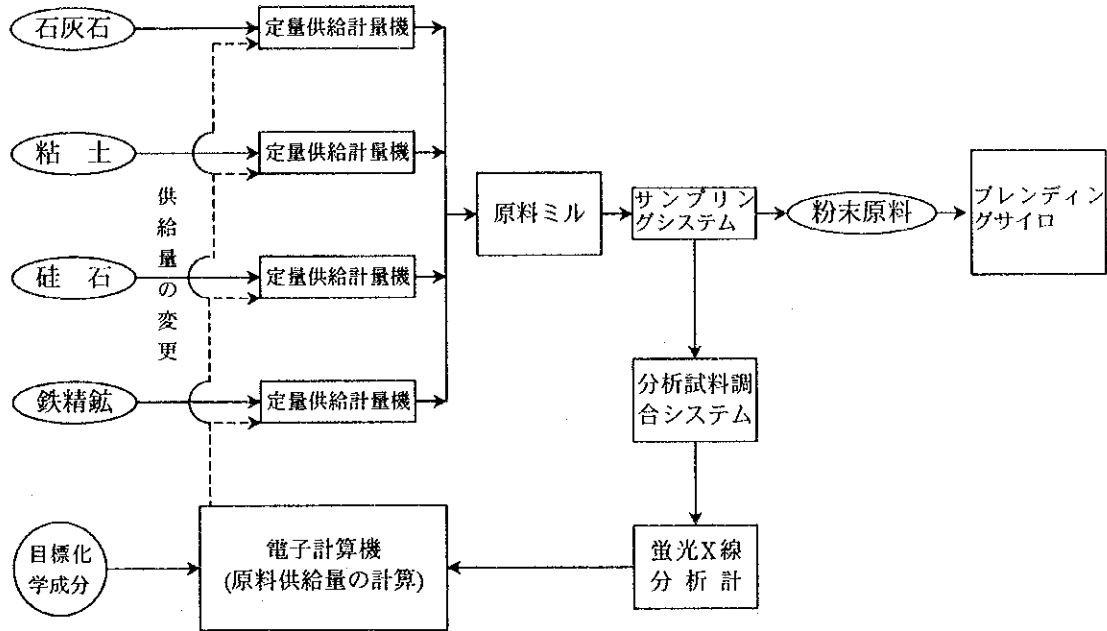 石灰石
定量供給計量機
粘 土
定量供給計量機
硅 石
定量供給計量機
鉄精鉱
定量供給計量機
供給量の変更
原料ミル
サンプリン
グシステム
粉末原料
ブレンディン
グサイロ
分析試料調
合システム
蛍光X線
分 析 計
電子計算機
(原料供給量の計算)
目標化
学成分